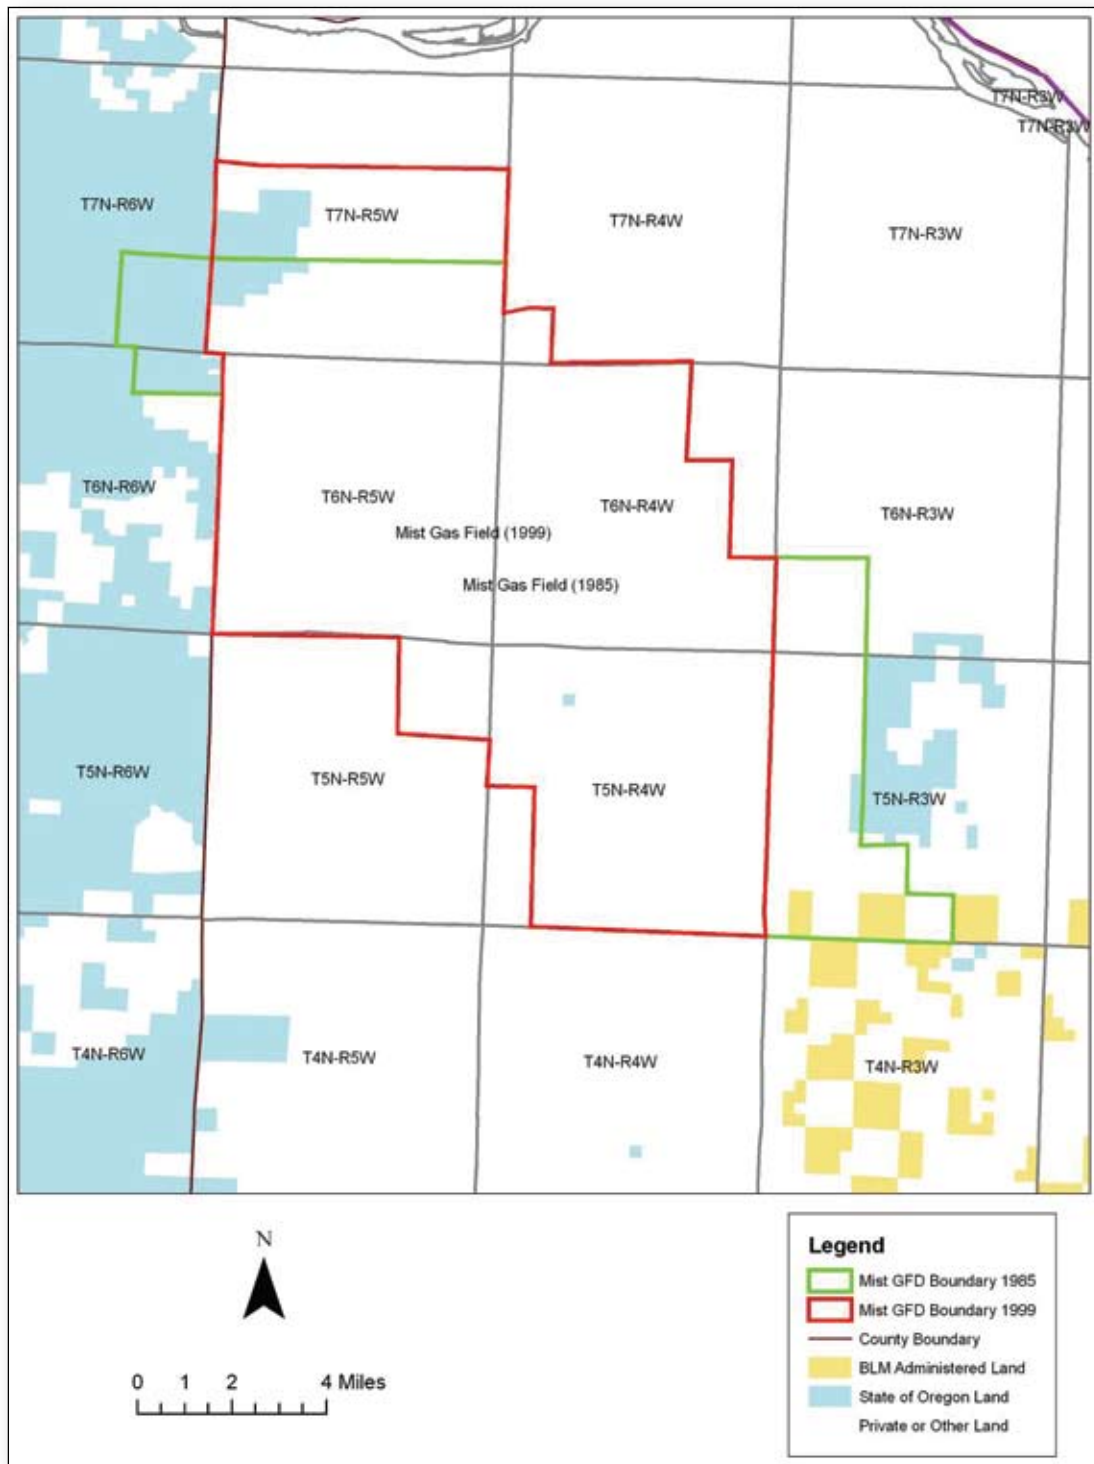 T7N-R3W
T7N-R3W
T7N-R6W
T7N-R5W
T7N-R4W
T7N-R3W
T6N-R6W
T6N-R5W
T6N-R4W
T6N-R3W
Mist Gas Field (1999)
Mist Gas Field (1985)
T5N-R6W
T5N-R5W
T5N-R4W
T5N-R3W
T4N-R6W
T4N-R5W
T4N-R4W
T4N-R3W
N
0 1 2 4 Miles
Legend
Mist GFD Boundary 1985
Mist GFD Boundary 1999
County Boundary
BLM Administered Land
State of Oregon Land
Private or Other Land